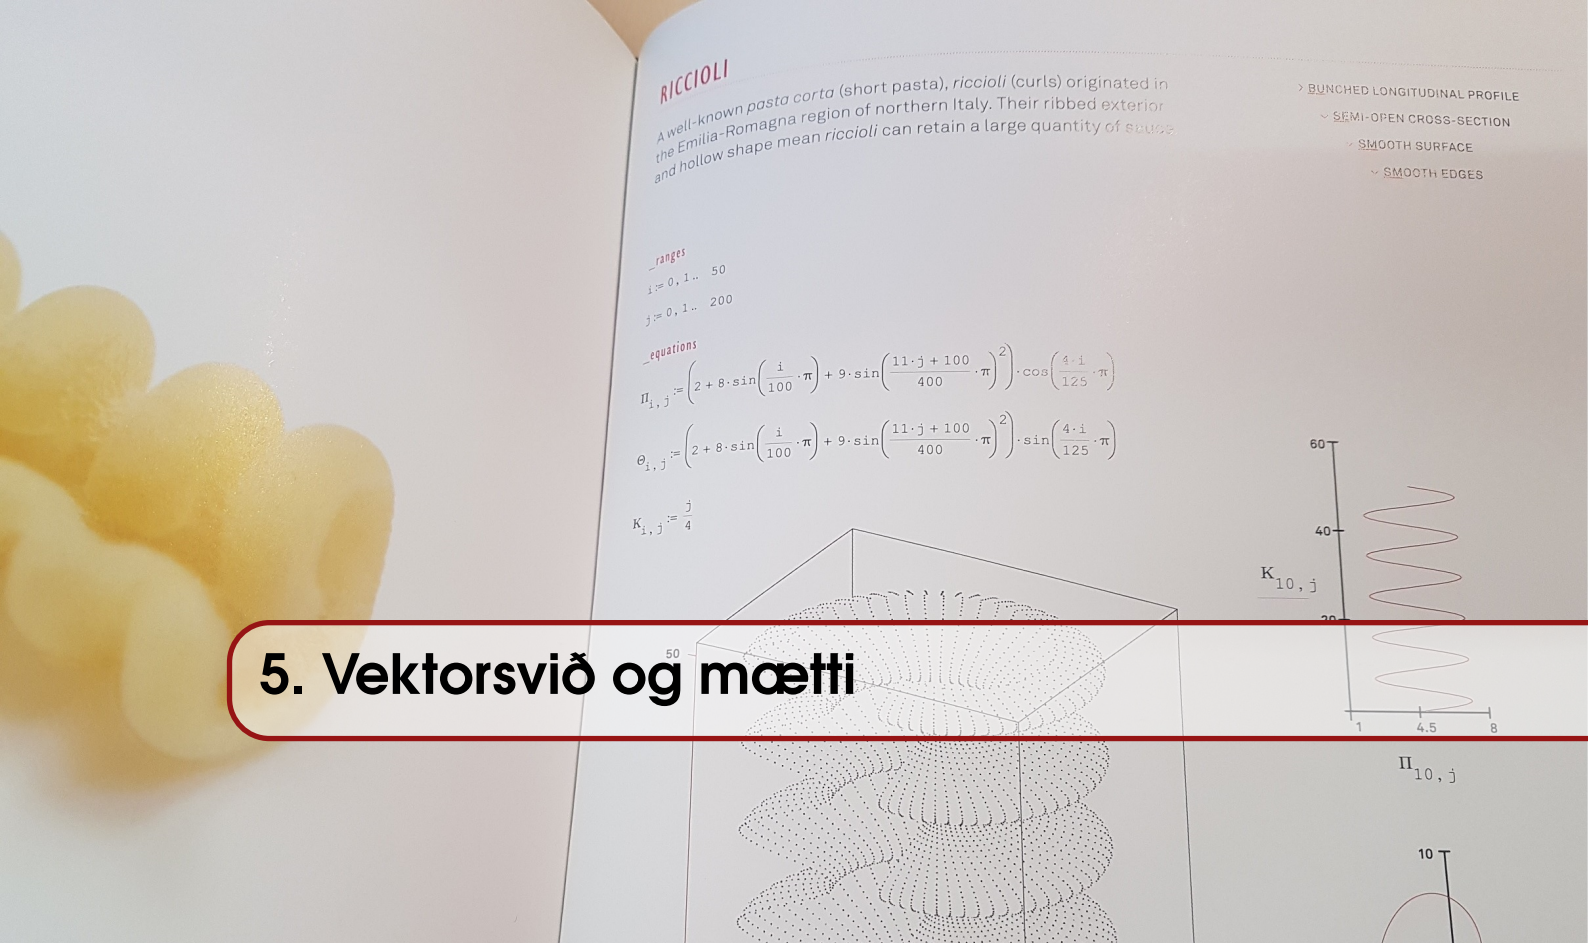 RICCIOLI
A well-known pasta corta (short pasta), riccioli (curls) originated in
the Emilia-Romagna region of northern Italy. Their ribbed exterior
and hollow shape mean riccioli can retain a large quantity of sauce
> BUNCHED LONGITUDINAL PROFILE
﹀ SEMI-OPEN CROSS-SECTION
﹀ SMOOTH SURFACE
﹀ SMOOTH EDGES
_ranges
i := 0, 1.. 50
j := 0, 1.. 200
_equations
Π_{i,j} := (2 + 8·sin(i/100·π) + 9·sin(11·j + 100/400·π)^2)·cos(4·i/125·π)
Θ_{i,j} := (2 + 8·sin(i/100·π) + 9·sin(11·j + 100/400·π)^2)·sin(4·i/125·π)
K_{i,j} := j/4
60
40
K_{10,j}
20
50
5. Vektorsvið og mætti
1 4.5 8
Π_{10,j}
10